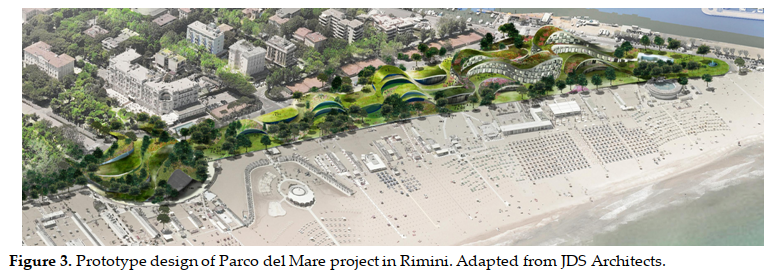 Figure 3. Prototype design of Parco del Mare project in Rimini. Adapted from JDS Architects.